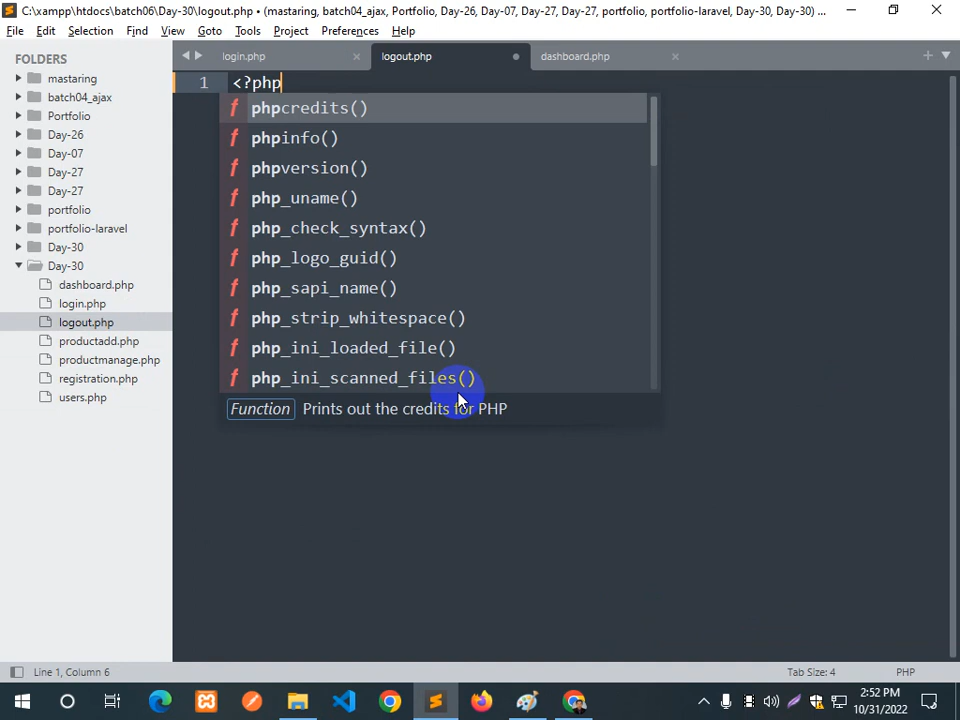 C:\xampp\htdocs\batch06\Day-30\logout.php • (mastaring, batch04_ajax, Portfolio, Day-26, Day-07, Day-27, Day-27, portfolio, portfolio-laravel, Day-30, Day-30) ...
File Edit Selection Find View Goto Tools Project Preferences Help
FOLDERS
mastaring
batch04_ajax
Portfolio
Day-26
Day-07
Day-27
Day-27
portfolio
portfolio-laravel
Day-30
Day-30
dashboard.php
login.php
logout.php
productadd.php
productmanage.php
registration.php
users.php
login.php logout.php dashboard.php
1 <?php
f phpcredits()
f phpinfo()
f phpversion()
f php_uname()
f php_check_syntax()
f php_logo_guid()
f php_sapi_name()
f php_strip_whitespace()
f php_ini_loaded_file()
f php_ini_scanned_files()
Function Prints out the credits for PHP
Line 1, Column 6 Tab Size: 4 PHP
2:52 PM
10/31/2022